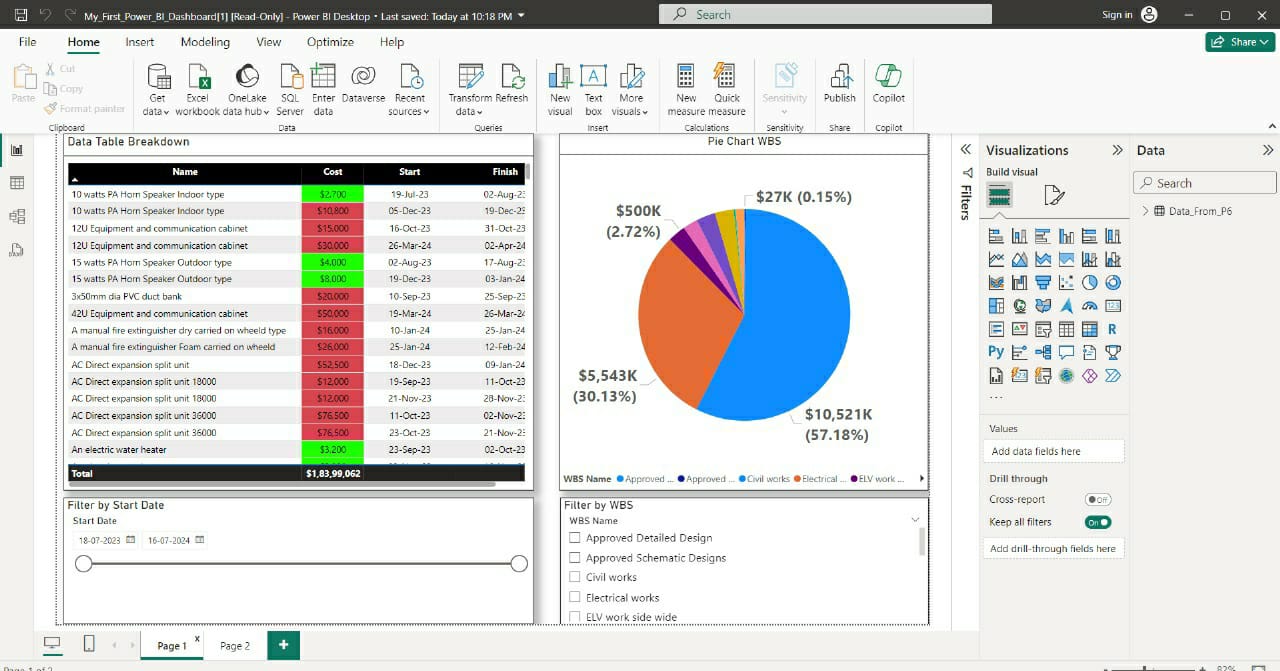 My_First_Power_BI_Dashboard[1] [Read-Only] - Power BI Desktop • Last saved: Today at 10:18 PM
Search
Sign in
File Home Insert Modeling View Optimize Help
Share
Paste
Cut
Copy
Format painter
Clipboard
Get data
Excel workbook
OneLake data hub
SQL Server
Enter data
Dataverse
Recent sources
Data
Transform data
Refresh
Queries
New visual
Text box
More visuals
Insert
New measure
Quick measure
Calculations
Sensitivity
Sensitivity
Publish
Share
Copilot
Copilot
Data Table Breakdown
Name Cost Start Finish
10 watts PA Horn Speaker Indoor type $2,700 19-Jul-23 02-Aug-23
10 watts PA Horn Speaker Indoor type $10,800 05-Dec-23 19-Dec-23
12U Equipment and communication cabinet $15,000 16-Oct-23 31-Oct-23
12U Equipment and communication cabinet $30,000 26-Mar-24 02-Apr-24
15 watts PA Horn Speaker Outdoor type $4,000 02-Aug-23 17-Aug-23
15 watts PA Horn Speaker Outdoor type $8,000 19-Dec-23 03-Jan-24
3x50mm dia PVC duct bank $20,000 10-Sep-23 25-Sep-23
42U Equipment and communication cabinet $50,000 19-Mar-24 26-Mar-24
A manual fire extinguisher dry carried on wheeld type $16,000 10-Jan-24 25-Jan-24
A manual fire extinguisher Foam carried on wheeld $26,000 25-Jan-24 12-Feb-24
AC Direct expansion split unit $52,500 18-Dec-23 09-Jan-24
AC Direct expansion split unit 18000 $12,000 19-Sep-23 11-Oct-23
AC Direct expansion split unit 18000 $12,000 21-Nov-23 28-Nov-23
AC Direct expansion split unit 36000 $76,500 11-Oct-23 02-Nov-23
AC Direct expansion split unit 36000 $76,500 23-Oct-23 21-Nov-23
An electric water heater $3,200 23-Sep-23 02-Oct-23
Total $1,83,99,062
Pie Chart WBS
$27K (0.15%)
$500K
(2.72%)
$5,543K
(30.13%)
$10,521K
(57.18%)
WBS Name Approved ... Approved ... Civil works Electrical ... ELV work ...
Filter by Start Date
Start Date
18-07-2023 16-07-2024
Filter by WBS
WBS Name
Approved Detailed Design
Approved Schematic Designs
Civil works
Electrical works
ELV work side wide
Filters
Visualizations
Build visual
123
R
Py
...
Values
Add data fields here
Drill through
Cross-report Off
Keep all filters On
Add drill-through fields here
Data
Search
Data_From_P6
Page 1 Page 2
Page 1 of 2
82%